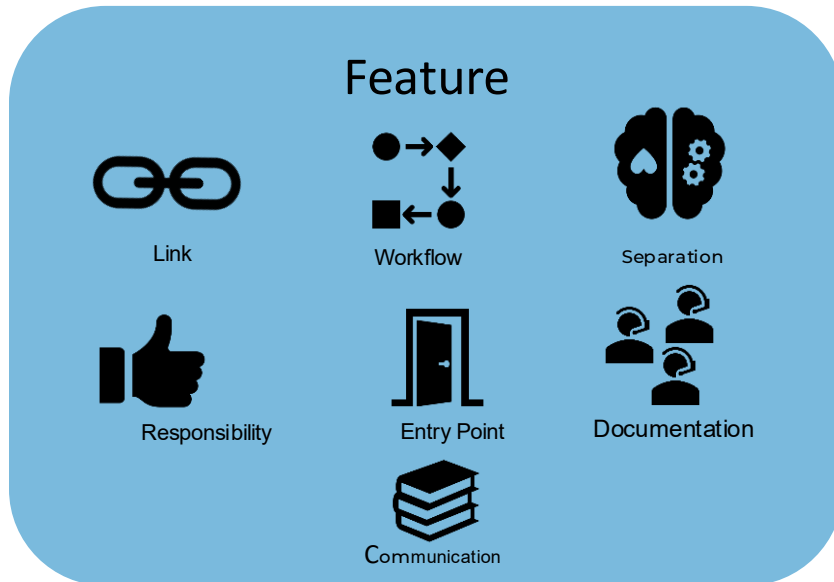 Feature
Link
Workflow
Separation
Responsibility
Entry Point
Documentation
Communication